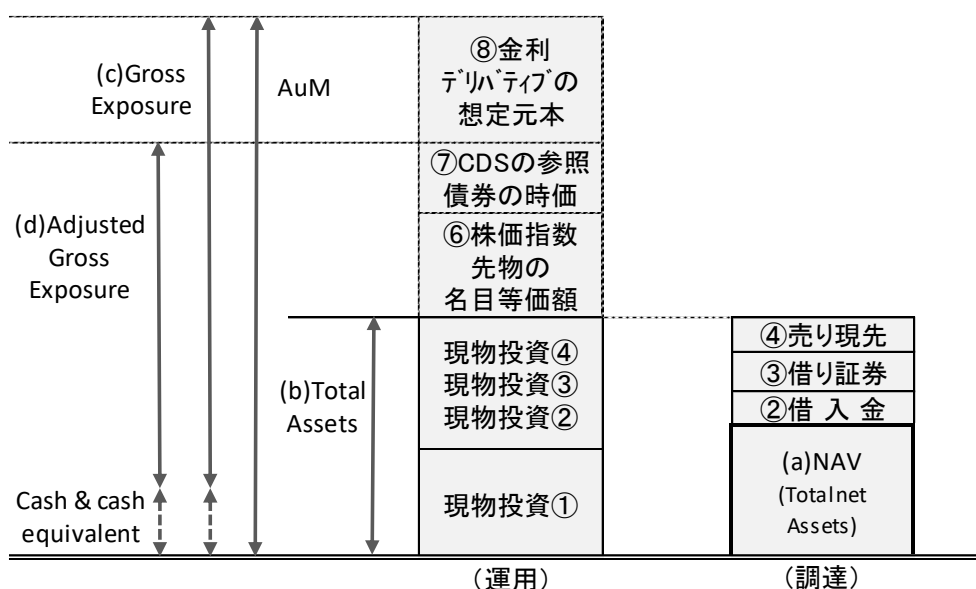 (c)Gross
Exposure
AuM
⑧金利
ﾃﾞﾘﾊﾞﾃｨﾌﾞの
想定元本
(d)Adjusted
Gross
Exposure
⑦CDSの参照
債券の時価
⑥株価指数
先物の
名目等価額
(b)Total
Assets
現物投資④
現物投資③
現物投資②
④売り現先
③借り証券
②借 入 金
Cash & cash
equivalent
現物投資①
(a)NAV
(Totalnet
Assets)
(運用)
(調達)